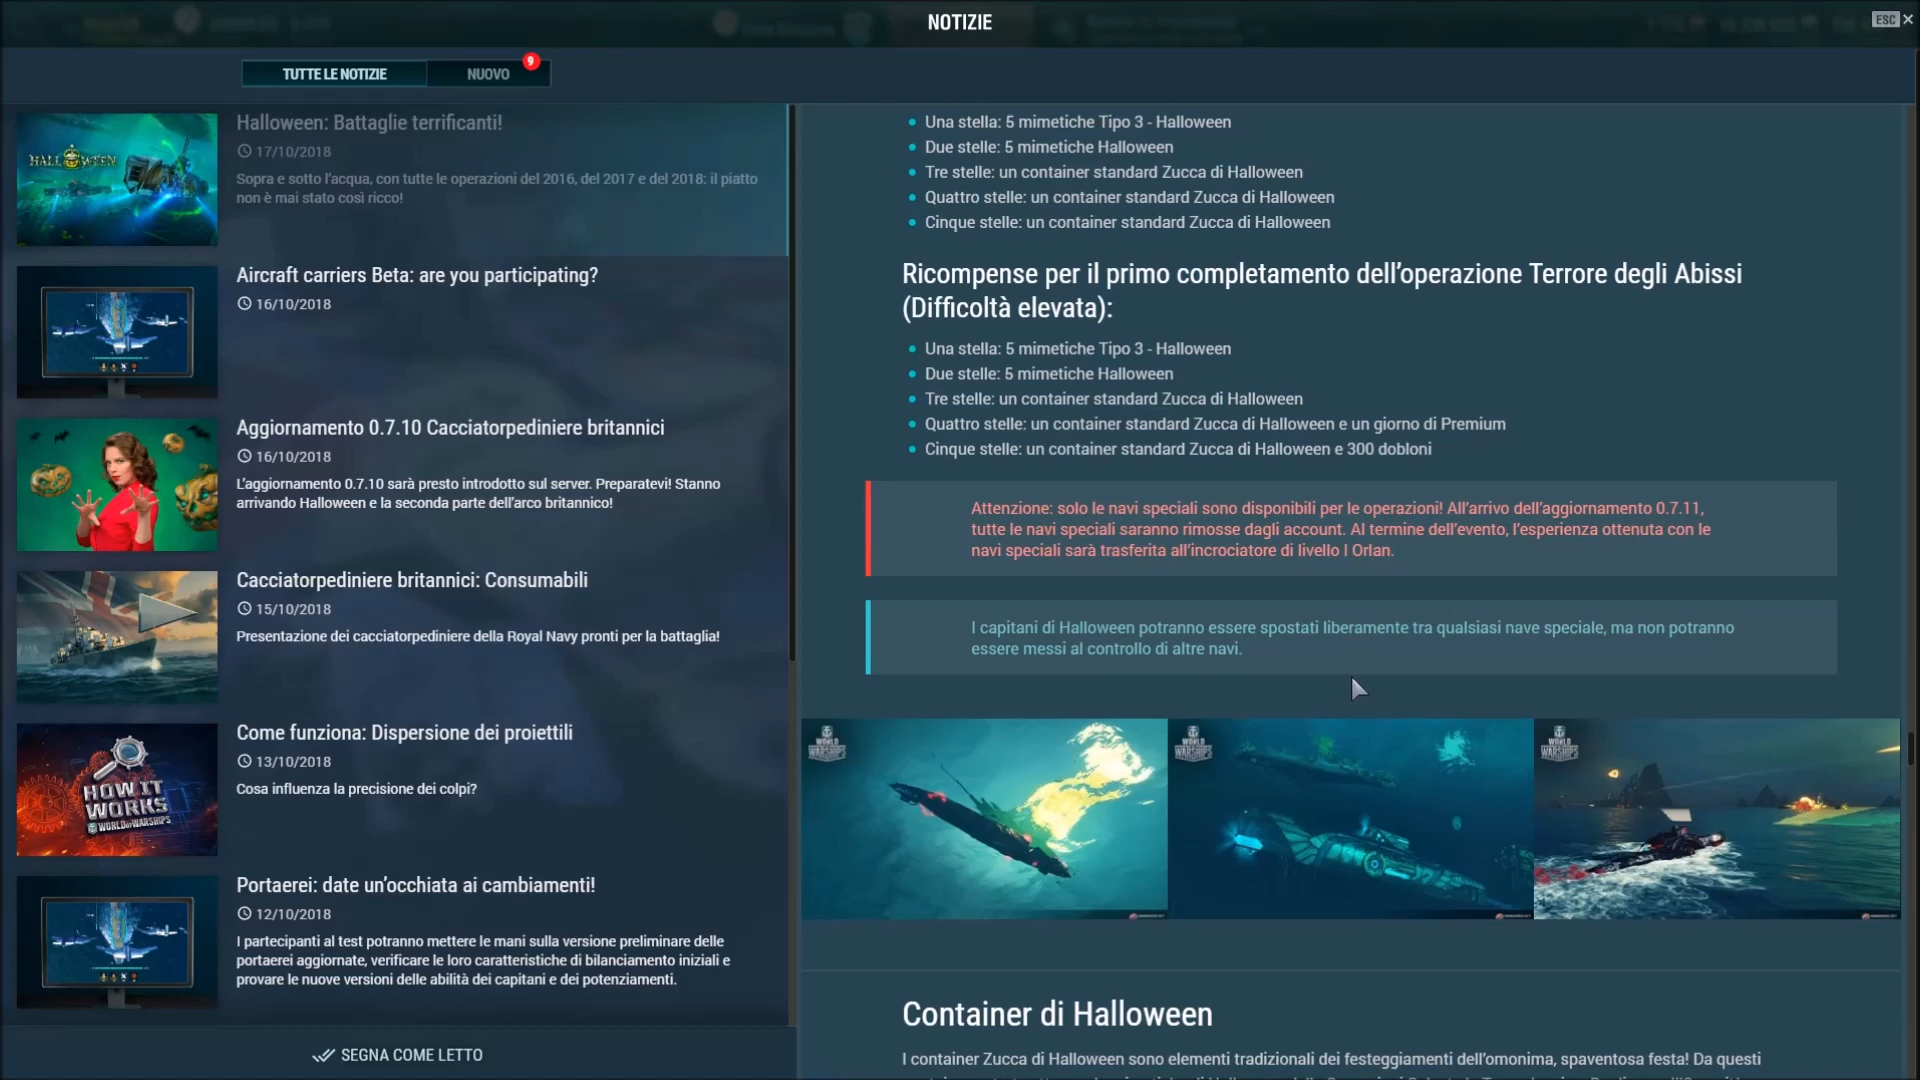 NOTIZIE
ESC
TUTTE LE NOTIZIE
NUOVO
9
HALLOWEEN
Halloween: Battaglie terrificanti!
17/10/2018
Sopra e sotto l'acqua, con tutte le operazioni del 2016, del 2017 e del 2018: il piatto
non è mai stato così ricco!
Aircraft carriers Beta: are you participating?
16/10/2018
Aggiornamento 0.7.10 Cacciatorpediniere britannici
16/10/2018
L'aggiornamento 0.7.10 sarà presto introdotto sul server. Preparatevi! Stanno
arrivando Halloween e la seconda parte dell'arco britannico!
Cacciatorpediniere britannici: Consumabili
15/10/2018
Presentazione dei cacciatorpediniere della Royal Navy pronti per la battaglia!
HOW IT
WORKS
WORLD OF WARSHIPS
Come funziona: Dispersione dei proiettili
13/10/2018
Cosa influenza la precisione dei colpi?
Portaerei: date un'occhiata ai cambiamenti!
12/10/2018
I partecipanti al test potranno mettere le mani sulla versione preliminare delle
portaerei aggiornate, verificare le loro caratteristiche di bilanciamento iniziali e
provare le nuove versioni delle abilità dei capitani e dei potenziamenti.
SEGNA COME LETTO
Una stella: 5 mimetiche Tipo 3 - Halloween
Due stelle: 5 mimetiche Halloween
Tre stelle: un container standard Zucca di Halloween
Quattro stelle: un container standard Zucca di Halloween
Cinque stelle: un container standard Zucca di Halloween
Ricompense per il primo completamento dell'operazione Terrore degli Abissi
(Difficoltà elevata):
Una stella: 5 mimetiche Tipo 3 - Halloween
Due stelle: 5 mimetiche Halloween
Tre stelle: un container standard Zucca di Halloween
Quattro stelle: un container standard Zucca di Halloween e un giorno di Premium
Cinque stelle: un container standard Zucca di Halloween e 300 dobloni
Attenzione: solo le navi speciali sono disponibili per le operazioni! All'arrivo dell'aggiornamento 0.7.11,
tutte le navi speciali saranno rimosse dagli account. Al termine dell'evento, l'esperienza ottenuta con le
navi speciali sarà trasferita all'incrociatore di livello I Orlan.
I capitani di Halloween potranno essere spostati liberamente tra qualsiasi nave speciale, ma non potranno
essere messi al controllo di altre navi.
WORLD OF
WARSHIPS
WORLD OF
WARSHIPS
WORLD OF
WARSHIPS
Container di Halloween
I container Zucca di Halloween sono elementi tradizionali dei festeggiamenti dell'omonima, spaventosa festa! Da questi